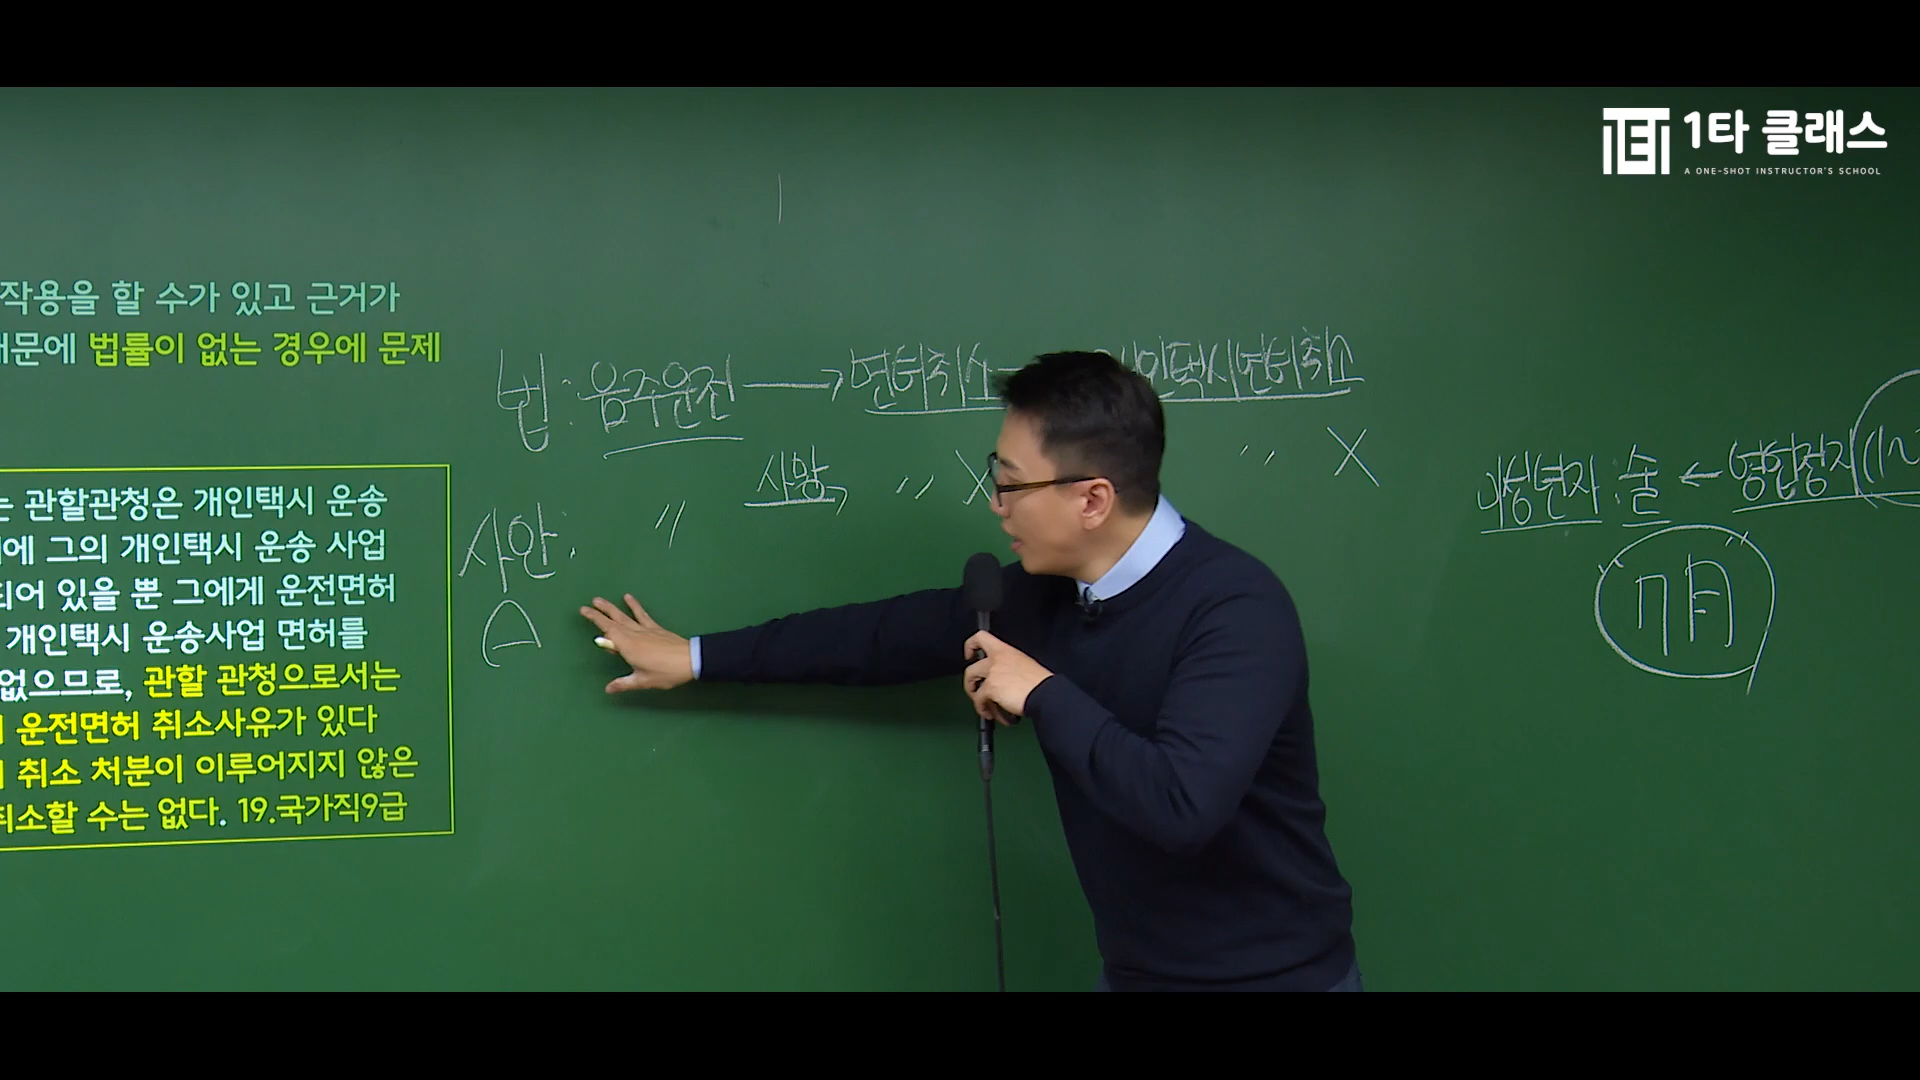 1타 클래스
A ONE-SHOT INSTRUCTOR'S SCHOOL
작용을 할 수가 있고 근거가
때문에 법률이 없는 경우에 문제
는 관할관청은 개인택시 운송
에 그의 개인택시 운송 사업
되어 있을 뿐 그에게 운전면허
개인택시 운송사업 면허를
없으므로, 관할 관청으로서는
운전면허 취소사유가 있다
취소 처분이 이루어지지 않은
취소할 수는 없다. 19.국가직9급
법: 음주운전 → 면허취소 인택시면허취소
사안: 〃 사망, 〃 X 〃 X
미성년자:술 ← 영업정지
7月